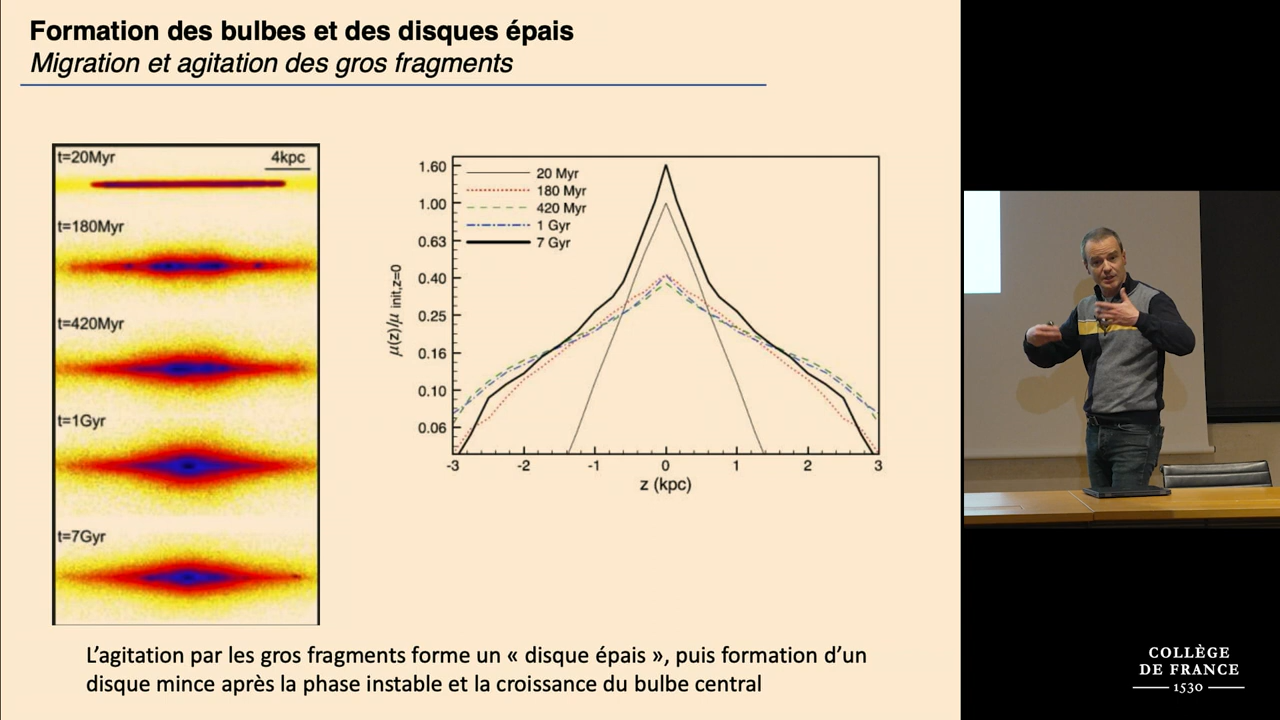 Formation des bulbes et des disques épais
Migration et agitation des gros fragments
t=20Myr
4kpc
t=180Myr
t=420Myr
t=1Gyr
t=7Gyr
20 Myr
180 Myr
420 Myr
1 Gyr
7 Gyr
1.60
1.00
0.63
0.40
0.25
0.16
0.10
0.06
μ(z)/μ init,z=0
-3 -2 -1 0 1 2 3
z (kpc)
L’agitation par les gros fragments forme un « disque épais », puis formation d’un
disque mince après la phase instable et la croissance du bulbe central
COLLÈGE
DE FRANCE
1530